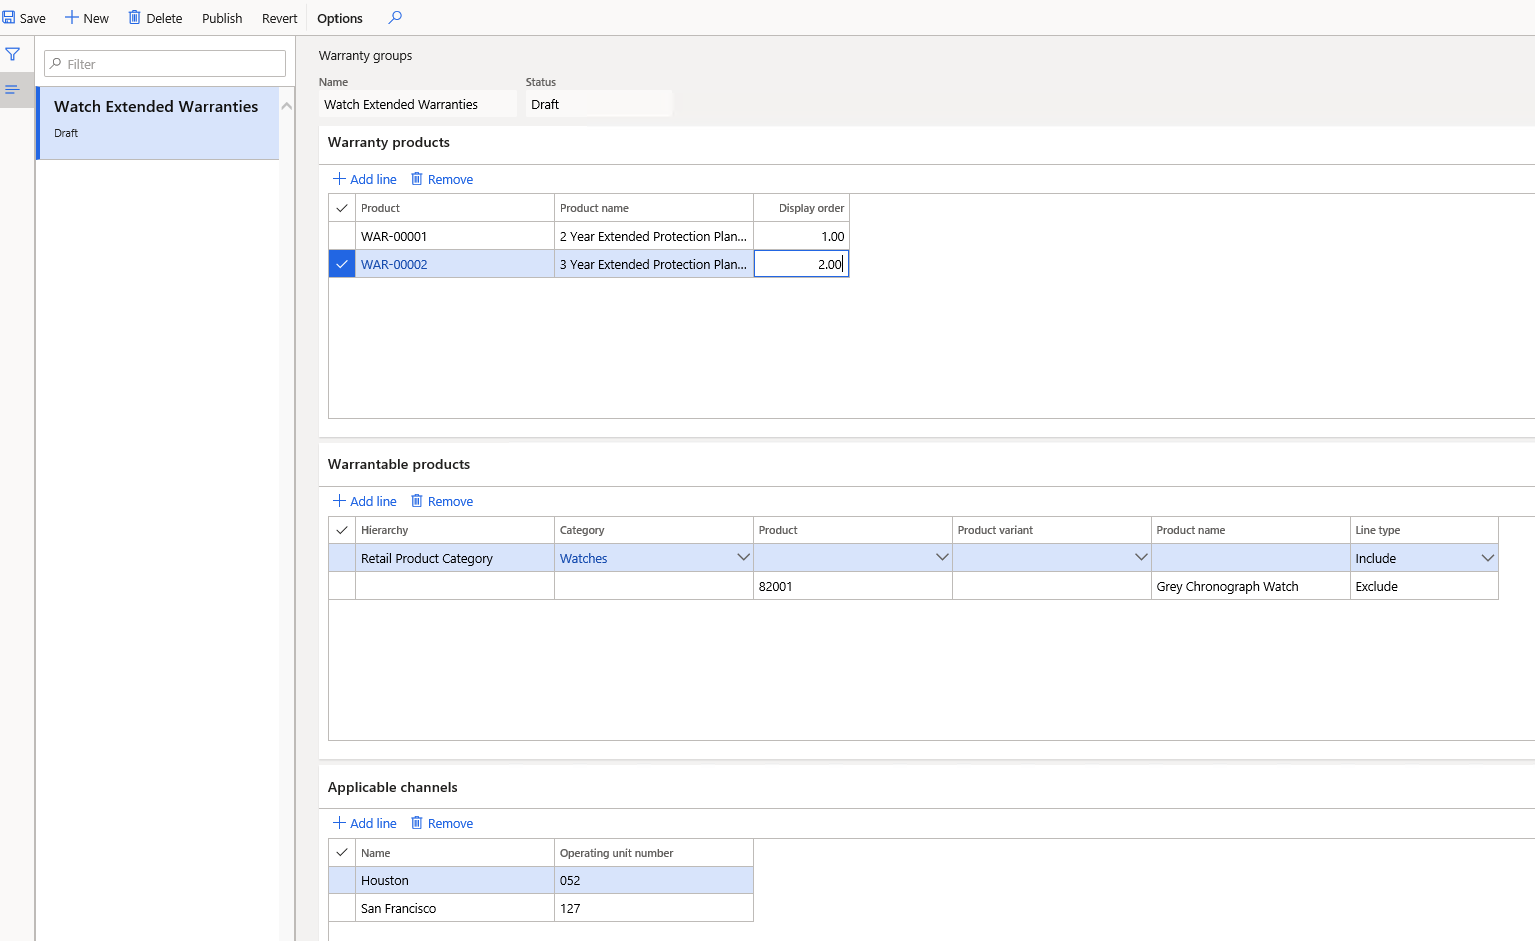 Save New Delete Publish Revert Options
Filter
Watch Extended Warranties
Draft
Warranty groups
Name Status
Watch Extended Warranties Draft
Warranty products
Add line Remove
Product Product name Display order
WAR-00001 2 Year Extended Protection Plan... 1.00
WAR-00002 3 Year Extended Protection Plan... 2.00
Warrantable products
Add line Remove
Hierarchy Category Product Product variant Product name Line type
Retail Product Category Watches Include
82001 Grey Chronograph Watch Exclude
Applicable channels
Add line Remove
Name Operating unit number
Houston 052
San Francisco 127